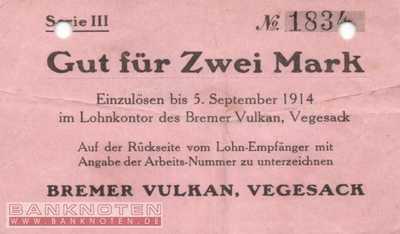 Serie III № 1834
Gut für Zwei Mark
Einzulösen bis 5. September 1914
im Lohnkontor des Bremer Vulkan, Vegesack
Auf der Rückseite vom Lohn-Empfänger mit
Angabe der Arbeits-Nummer zu unterzeichnen
BREMER VULKAN, VEGESACK
BANKNOTEN
WWW.BANKNOTEN.DE